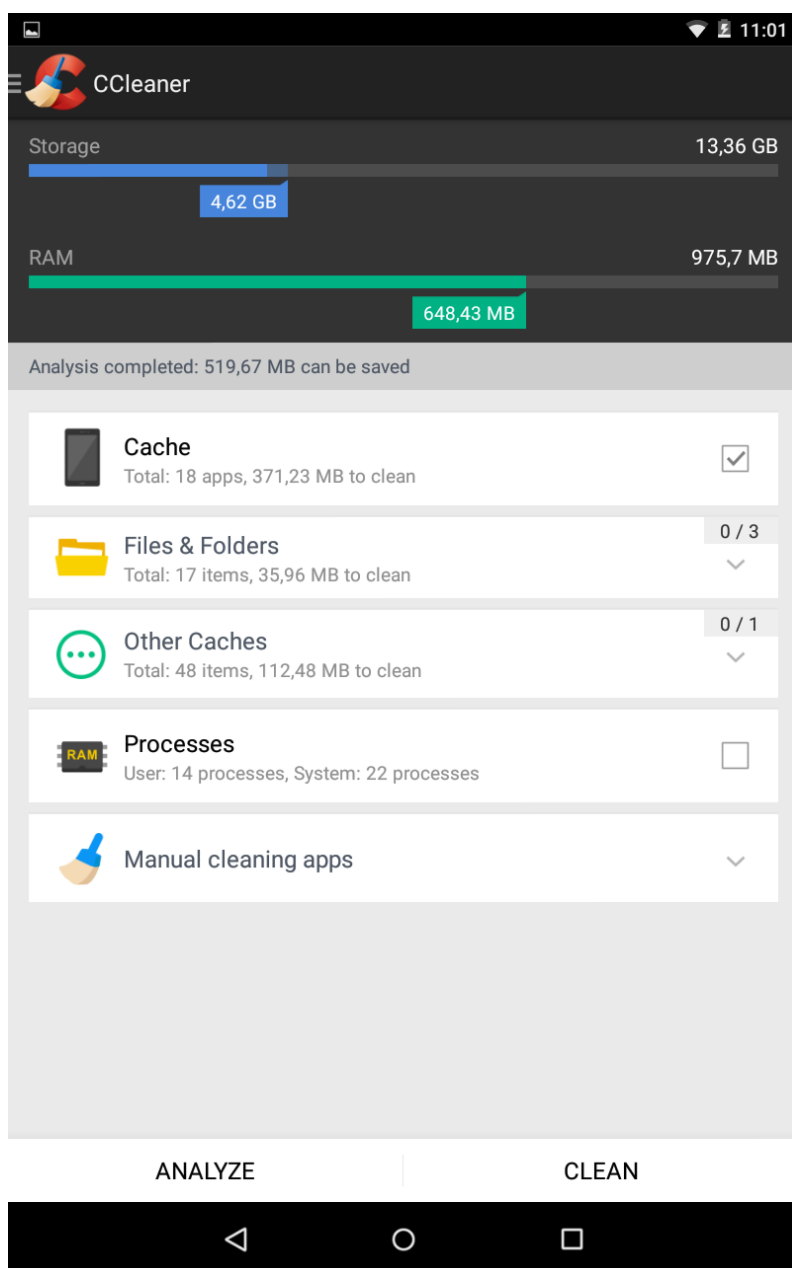 11:01
CCleaner
Storage 13,36 GB
4,62 GB
RAM 975,7 MB
648,43 MB
Analysis completed: 519,67 MB can be saved
Cache
Total: 18 apps, 371,23 MB to clean
0 / 3
Files & Folders
Total: 17 items, 35,96 MB to clean
0 / 1
Other Caches
Total: 48 items, 112,48 MB to clean
RAM
Processes
User: 14 processes, System: 22 processes
Manual cleaning apps
ANALYZE CLEAN